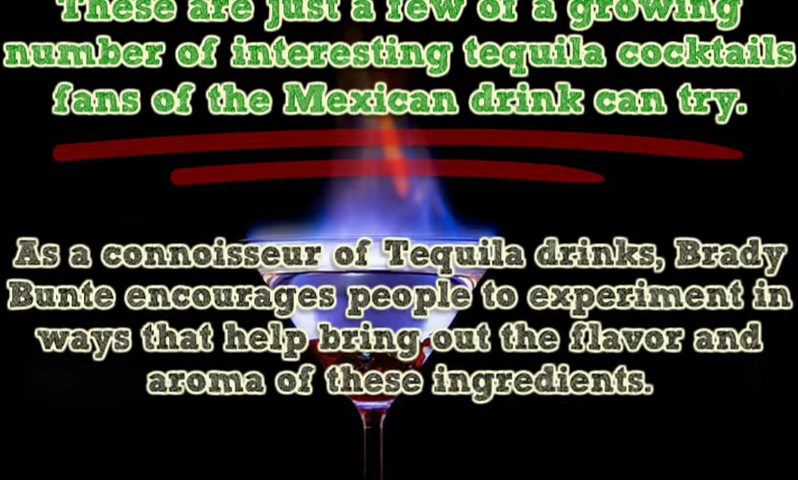 These are just a few of a growing
number of interesting tequila cocktails
fans of the Mexican drink can try.
As a connoisseur of Tequila drinks, Brady
Bunte encourages people to experiment in
ways that help bring out the flavor and
aroma of these ingredients.